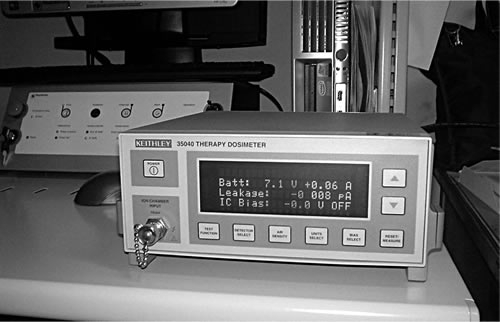 KEITHLEY 35040 THERAPY DOSIMETER
POWER
Batt: 7.1 V +0.06 A
Leakage: -0 008 pA
IC Bias: -0.0 V OFF
ION CHAMBER
INPUT
TEST
FUNCTION
DETECTOR
SELECT
AIR
DENSITY
UNITS
SELECT
BIAS
SELECT
RESET/
MEASURE